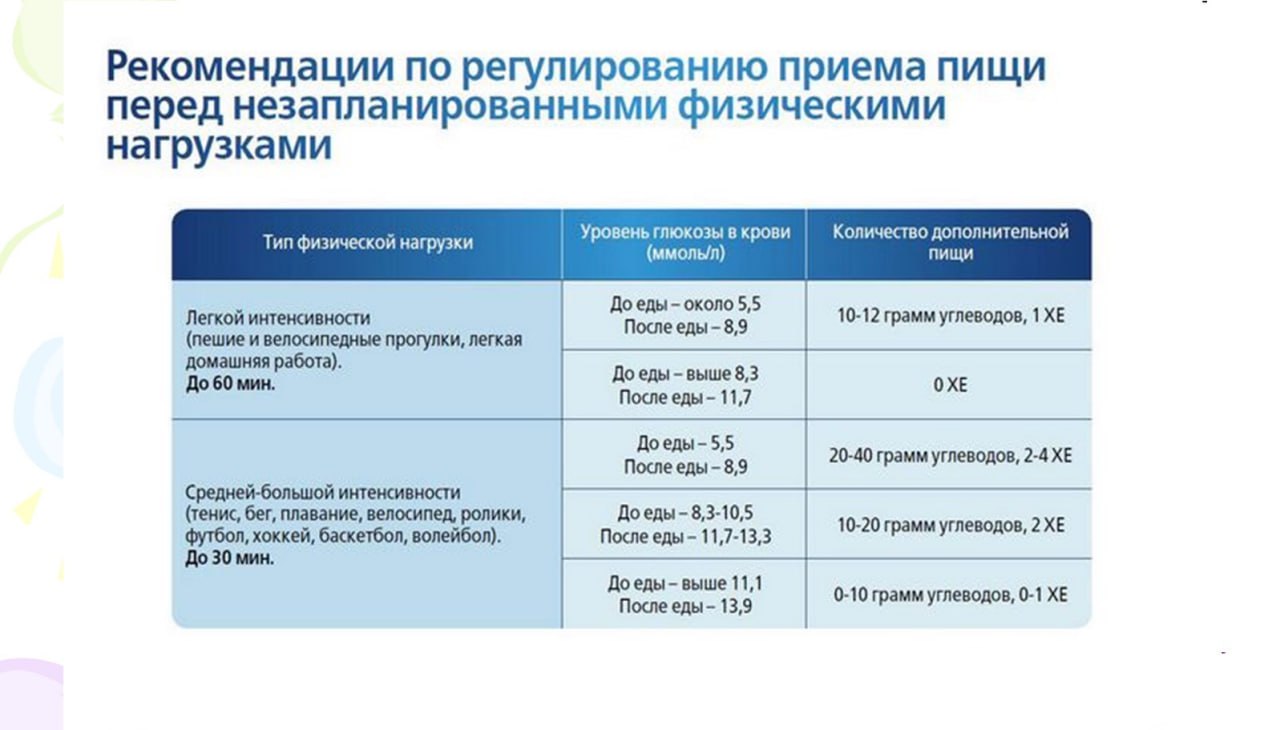 Рекомендации по регулированию приема пищи
перед незапланированными физическими
нагрузками
Тип физической нагрузки
Уровень глюкозы в крови
(ммоль/л)
Количество дополнительной
пищи
Легкой интенсивности
(пешие и велосипедные прогулки, легкая
домашняя работа).
До 60 мин.
До еды – около 5,5
После еды – 8,9
10-12 грамм углеводов, 1 ХЕ
До еды – выше 8,3
После еды – 11,7
0 ХЕ
Средней-большой интенсивности
(тенис, бег, плавание, велосипед, ролики,
футбол, хоккей, баскетбол, волейбол).
До 30 мин.
До еды – 5,5
После еды – 8,9
20-40 грамм углеводов, 2-4 ХЕ
До еды – 8,3-10,5
После еды – 11,7-13,3
10-20 грамм углеводов, 2 ХЕ
До еды – выше 11,1
После еды – 13,9
0-10 грамм углеводов, 0-1 ХЕ